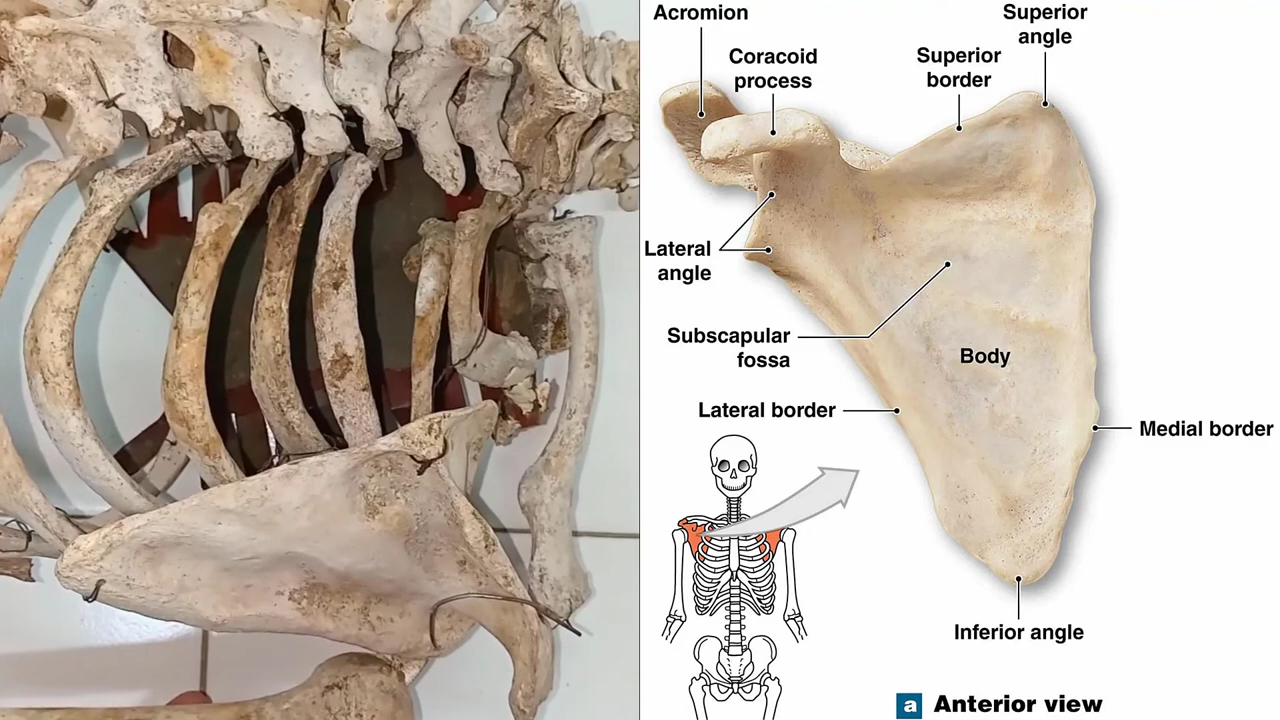 Acromion
Coracoid
process
Superior
border
Superior
angle
Lateral
angle
Subscapular
fossa
Body
Lateral border
Medial border
Inferior angle
a Anterior view